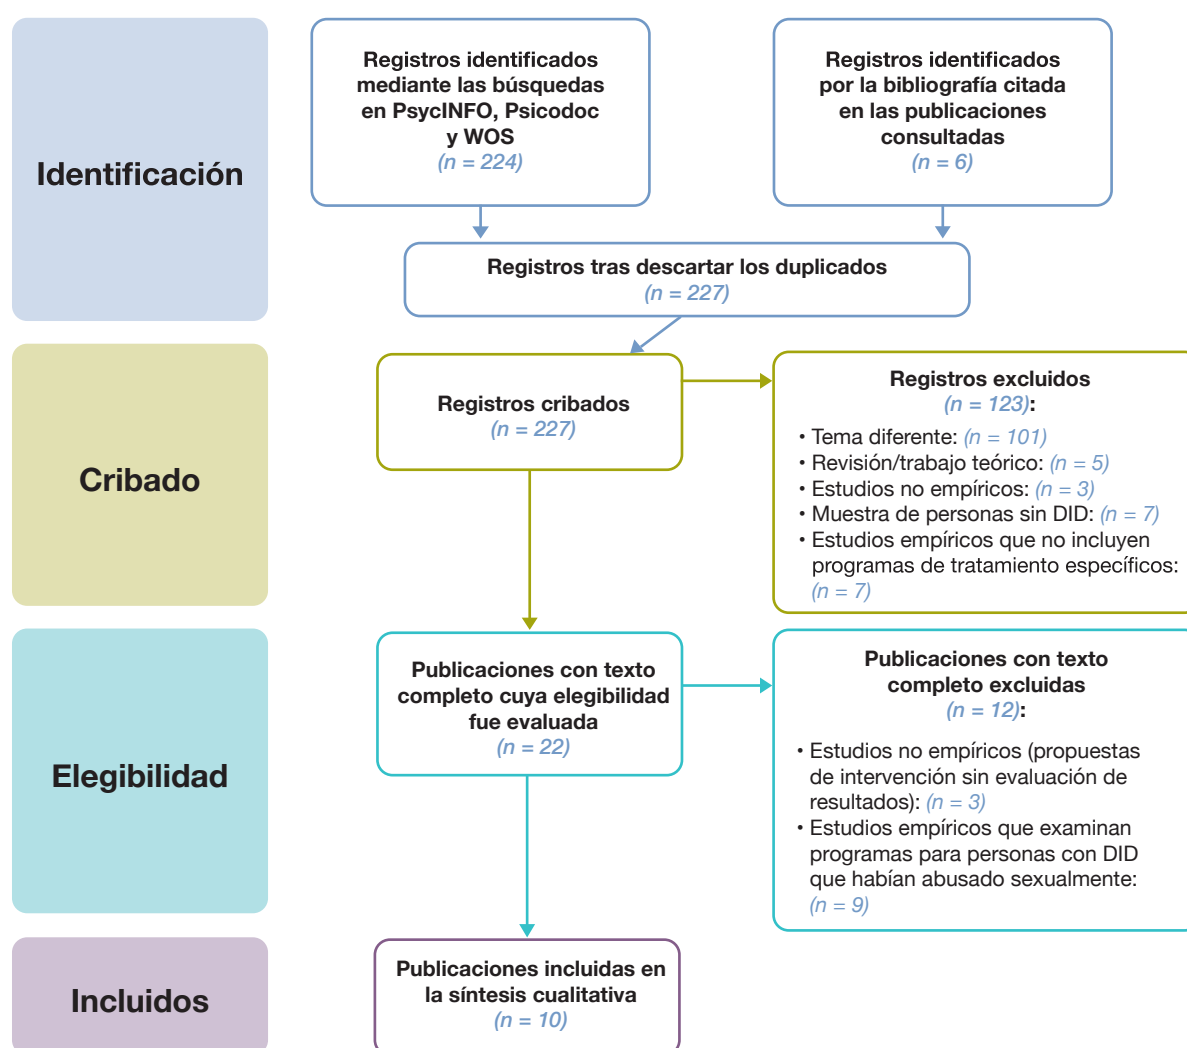 Identificación
Registros identificados
mediante las búsquedas
en PsycINFO, Psicodoc
y WOS
(n = 224)
Registros identificados
por la bibliografía citada
en las publicaciones
consultadas
(n = 6)
Registros tras descartar los duplicados
(n = 227)
Cribado
Registros cribados
(n = 227)
Registros excluidos
(n = 123):
• Tema diferente: (n = 101)
• Revisión/trabajo teórico: (n = 5)
• Estudios no empíricos: (n = 3)
• Muestra de personas sin DID: (n = 7)
• Estudios empíricos que no incluyen
programas de tratamiento específicos:
(n = 7)
Elegibilidad
Publicaciones con texto
completo cuya elegibilidad
fue evaluada
(n = 22)
Publicaciones con texto
completo excluidas
(n = 12):
• Estudios no empíricos (propuestas
de intervención sin evaluación de
resultados): (n = 3)
• Estudios empíricos que examinan
programas para personas con DID
que habían abusado sexualmente:
(n = 9)
Incluidos
Publicaciones incluidas en
la síntesis cualitativa
(n = 10)